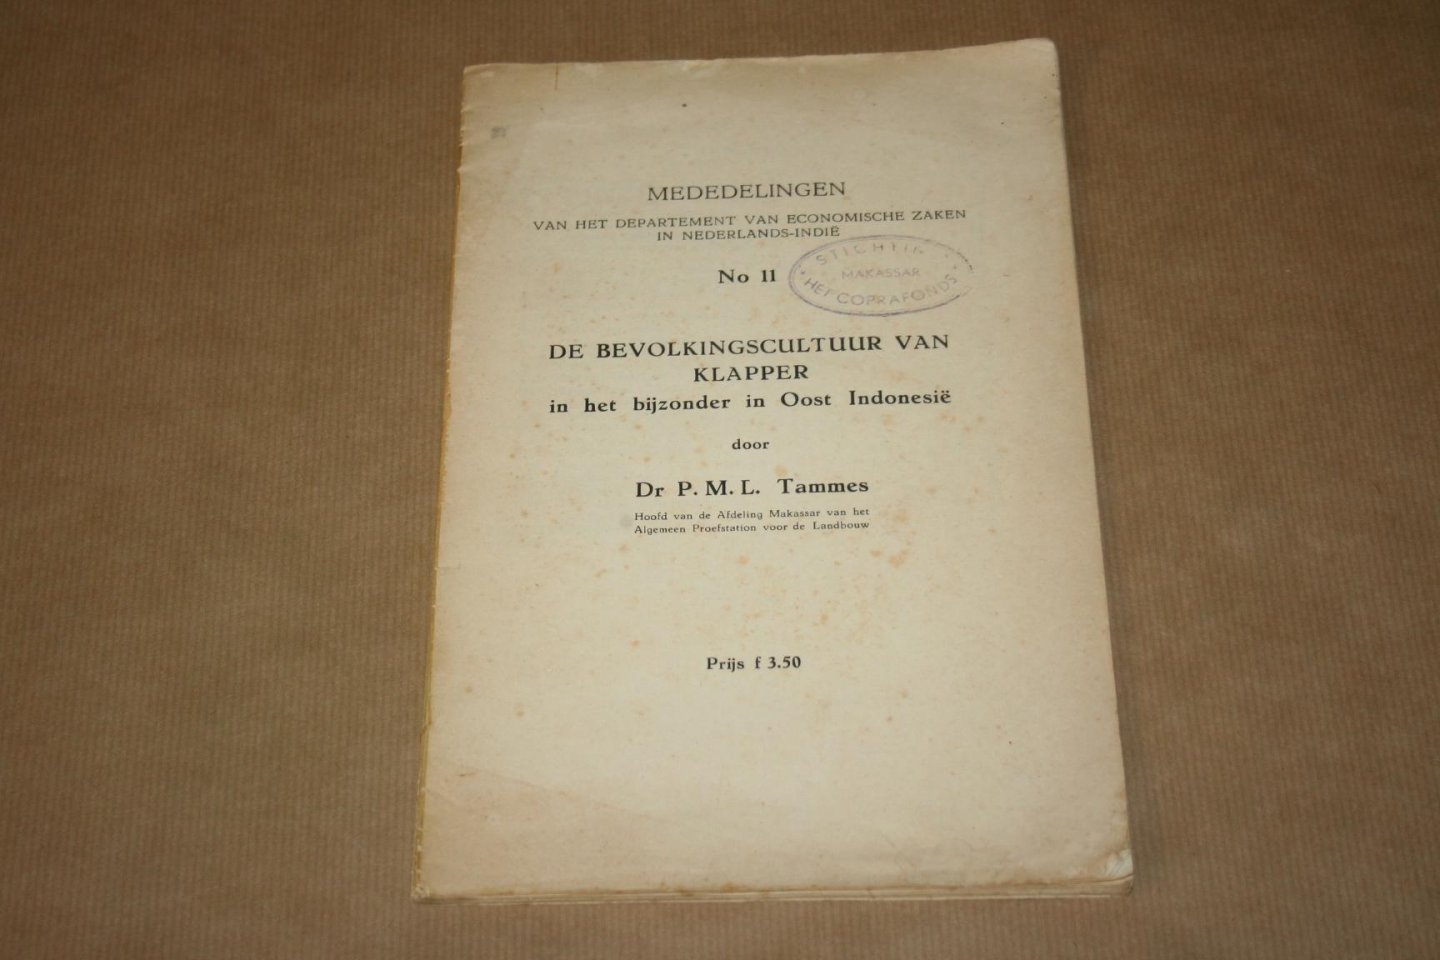 MEDEDELINGEN
VAN HET DEPARTEMENT VAN ECONOMISCHE ZAKEN
IN NEDERLANDS-INDIË
No 11
MAKASSAR
HET COPRAFONDS
DE BEVOLKINGSCULTUUR VAN
KLAPPER
in het bijzonder in Oost Indonesië
door
Dr P. M. L. Tammes
Hoofd van de Afdeling Makassar van het
Algemeen Proefstation voor de Landbouw
Prijs f 3.50